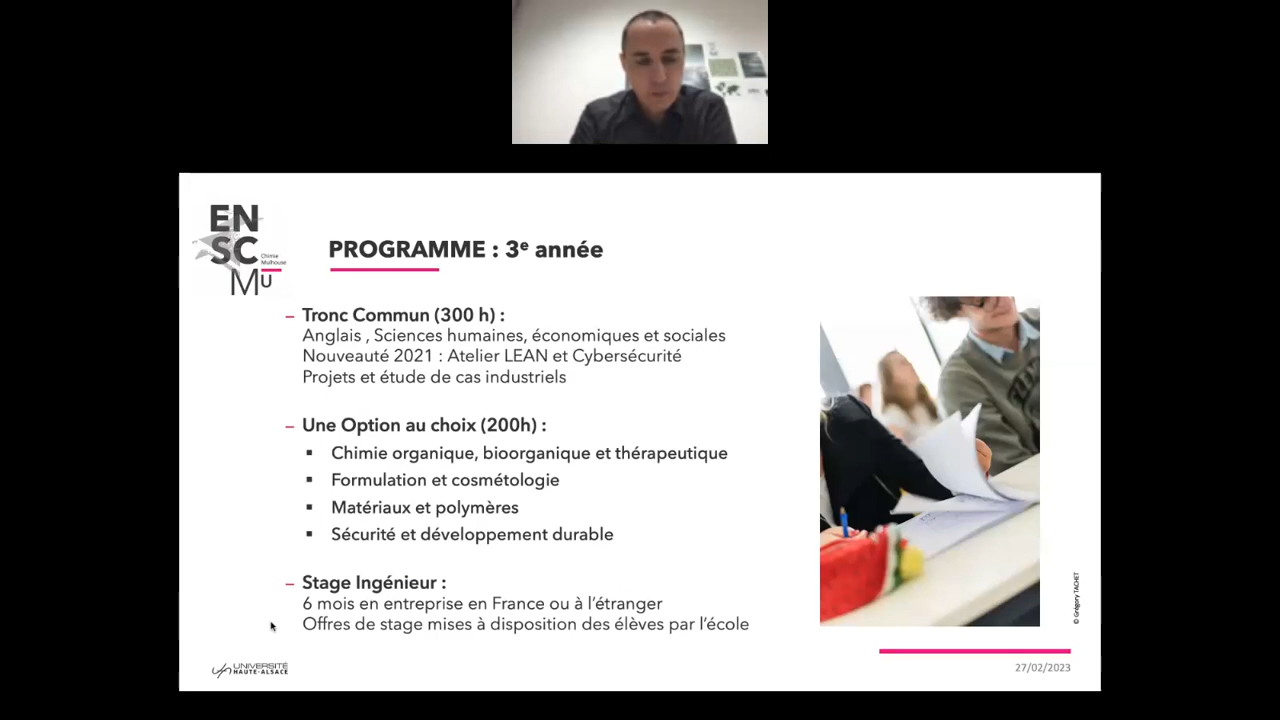 EN
SC
Chimie
Mulhouse
MU
PROGRAMME : 3e année
– Tronc Commun (300 h) :
Anglais , Sciences humaines, économiques et sociales
Nouveauté 2021 : Atelier LEAN et Cybersécurité
Projets et étude de cas industriels
– Une Option au choix (200h) :
▪ Chimie organique, bioorganique et thérapeutique
▪ Formulation et cosmétologie
▪ Matériaux et polymères
▪ Sécurité et développement durable
– Stage Ingénieur :
6 mois en entreprise en France ou à l'étranger
Offres de stage mises à disposition des élèves par l'école
© Grégory TACHET
UNIVERSITÉ
HAUTE-ALSACE
27/02/2023